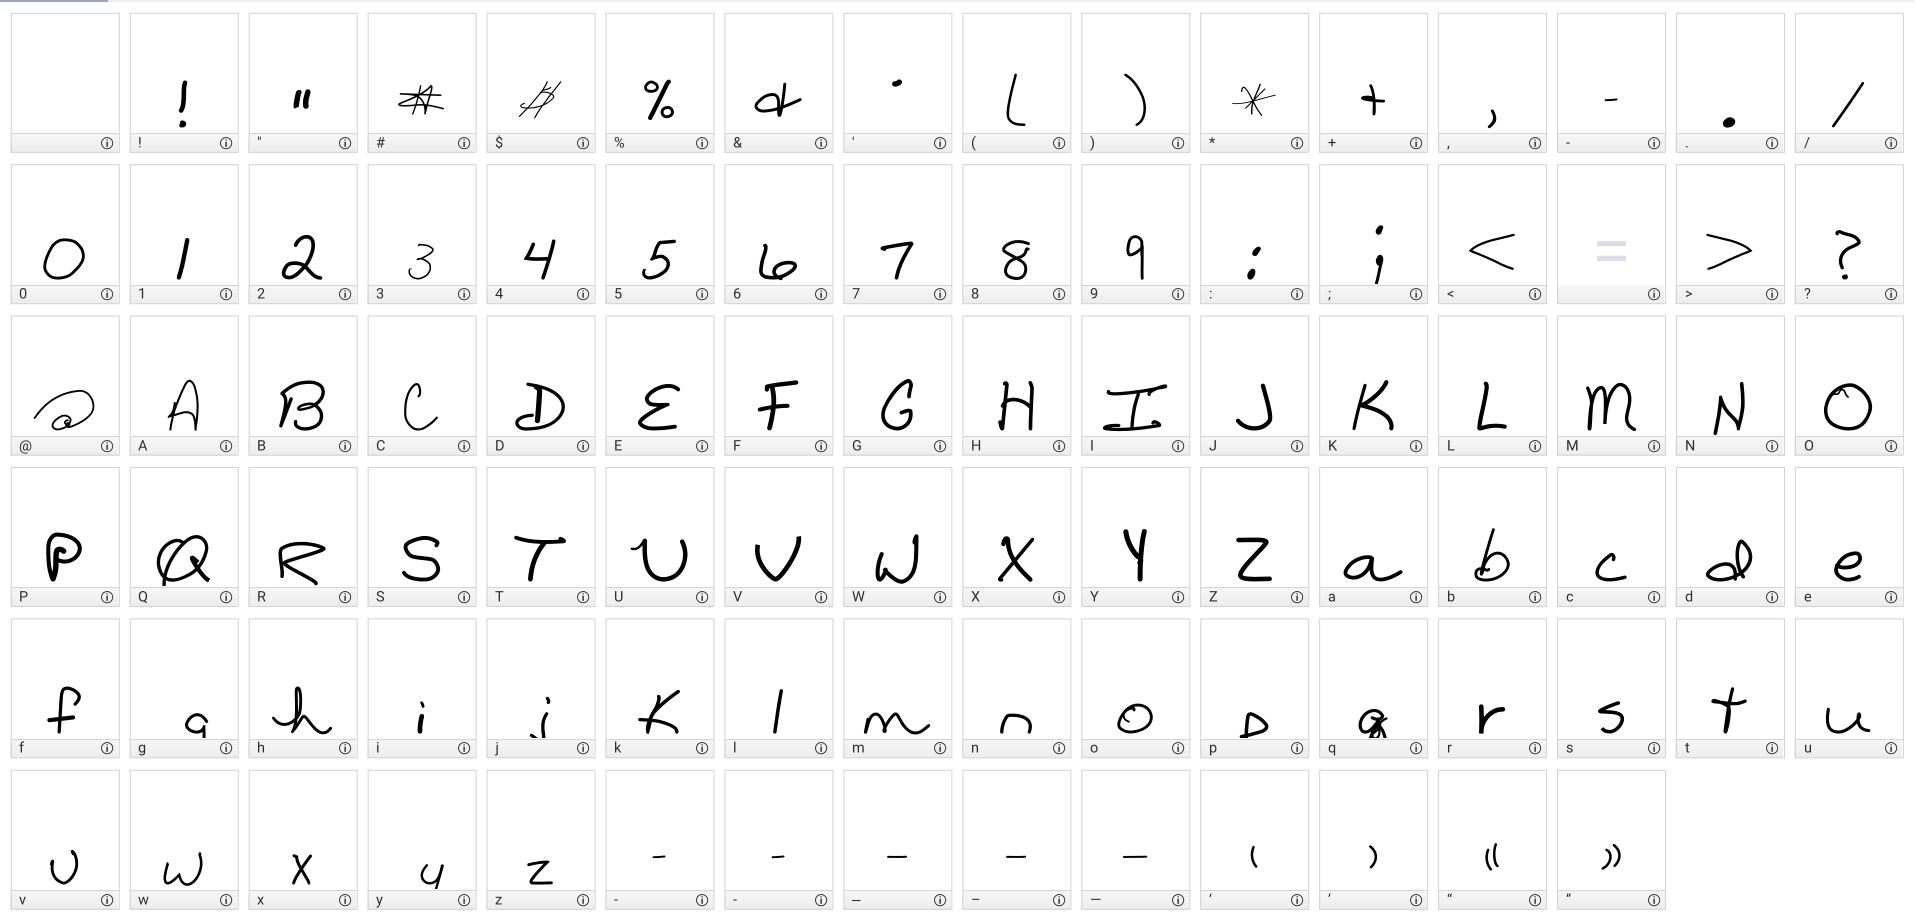 ! " # $ % & ' ( ) * + , - . /
! " # $ % & ' ( ) * + , - . /
0 1 2 3 4 5 6 7 8 9 : ; < = > ?
0 1 2 3 4 5 6 7 8 9 : ; < > ?
@ A B C D E F G H I J K L M N O
@ A B C D E F G H I J K L M N O
P Q R S T U V W X Y Z a b c d e
P Q R S T U V W X Y Z a b c d e
f g h i j k l m n o p q r s t u
f g h i j k l m n o p q r s t u
v w x y z - - – – — ‘ ’ “ ”
v w x y z - - – – — ‘ ’ “ ”